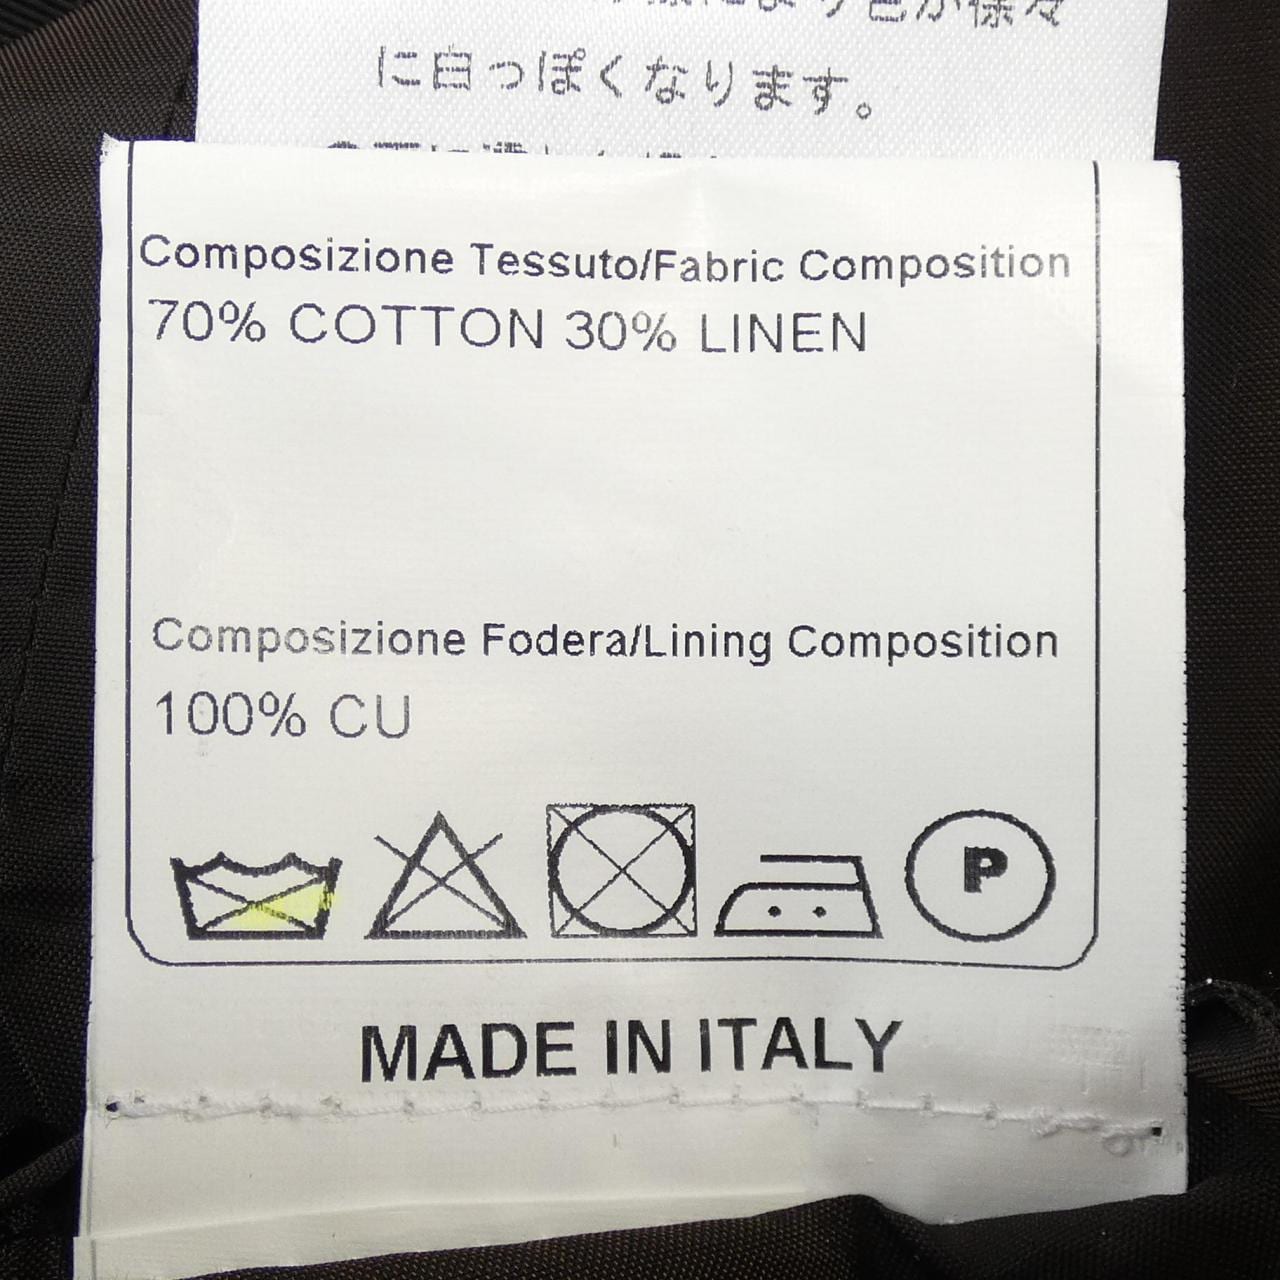 に白っぽくなります。
Composizione Tessuto/Fabric Composition
70% COTTON 30% LINEN
Composizione Fodera/Lining Composition
100% CU
P
MADE IN ITALY